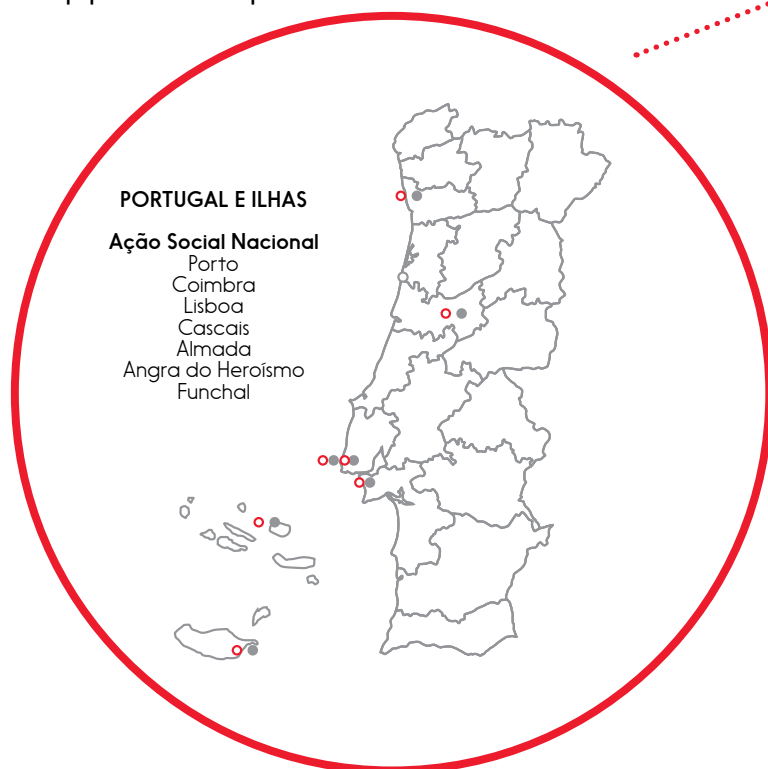 PORTUGAL E ILHAS
Ação Social Nacional
Porto
Coimbra
Lisboa
Cascais
Almada
Angra do Heroísmo
Funchal